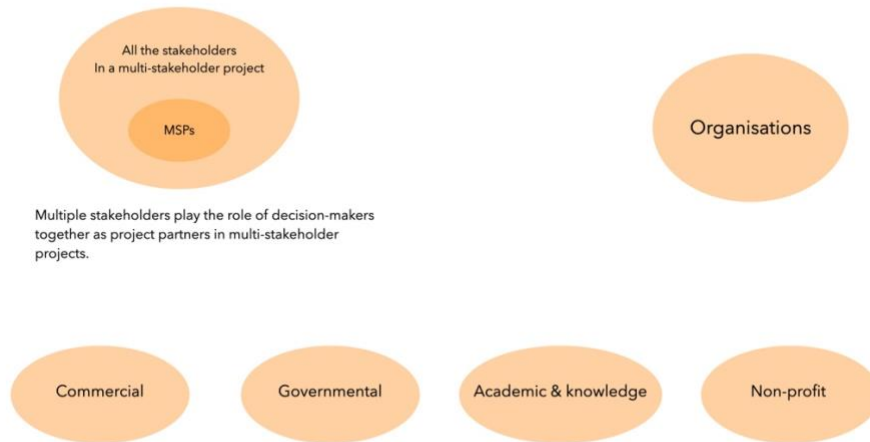 All the stakeholders
In a multi-stakeholder project
MSPs
Organisations
Multiple stakeholders play the role of decision-makers
together as project partners in multi-stakeholder
projects.
Commercial
Governmental
Academic & knowledge
Non-profit